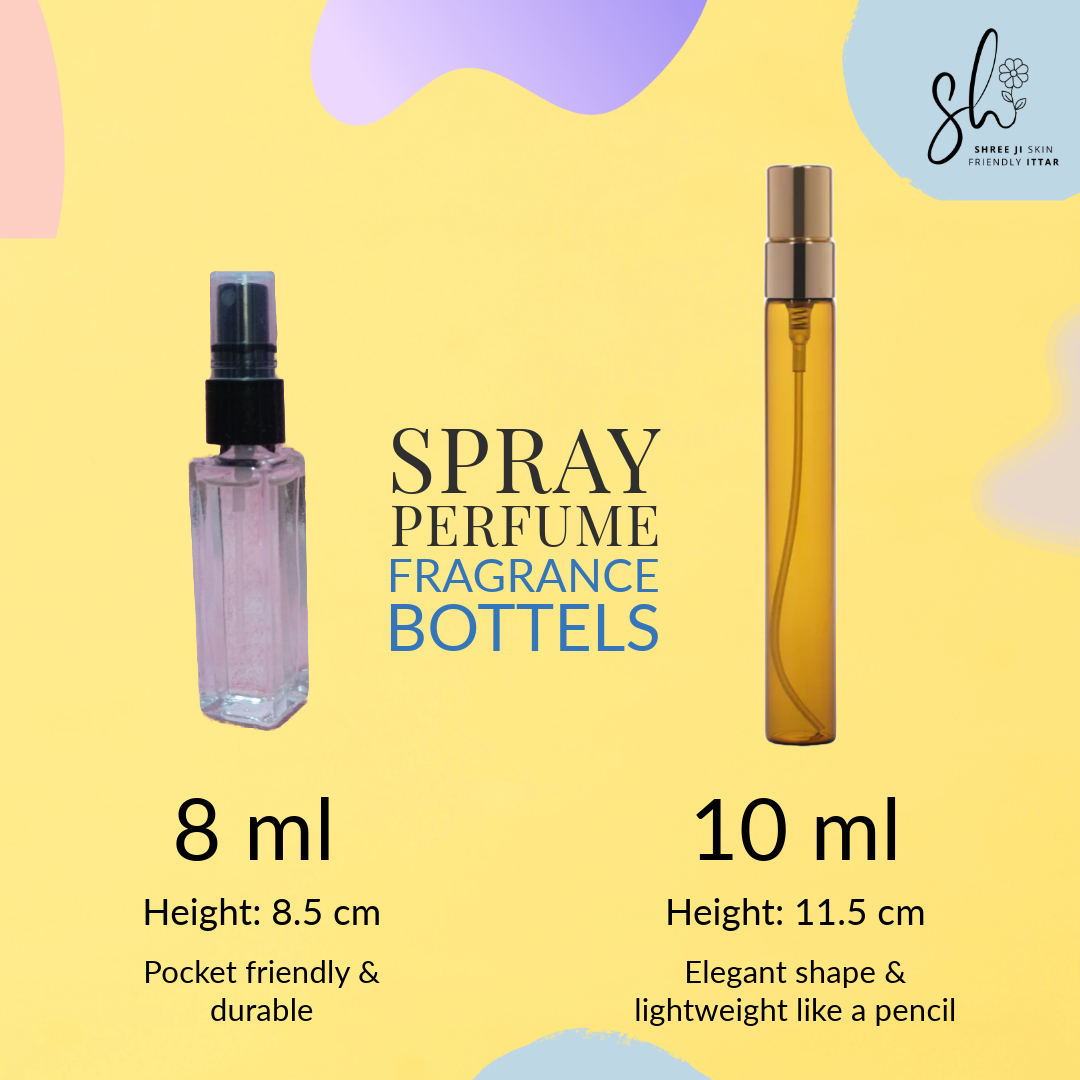 Sh
SHREE JI SKIN
FRIENDLY ITTAR
SPRAY
PERFUME
FRAGRANCE
BOTTELS
8 ml
Height: 8.5 cm
Pocket friendly &
durable
10 ml
Height: 11.5 cm
Elegant shape &
lightweight like a pencil